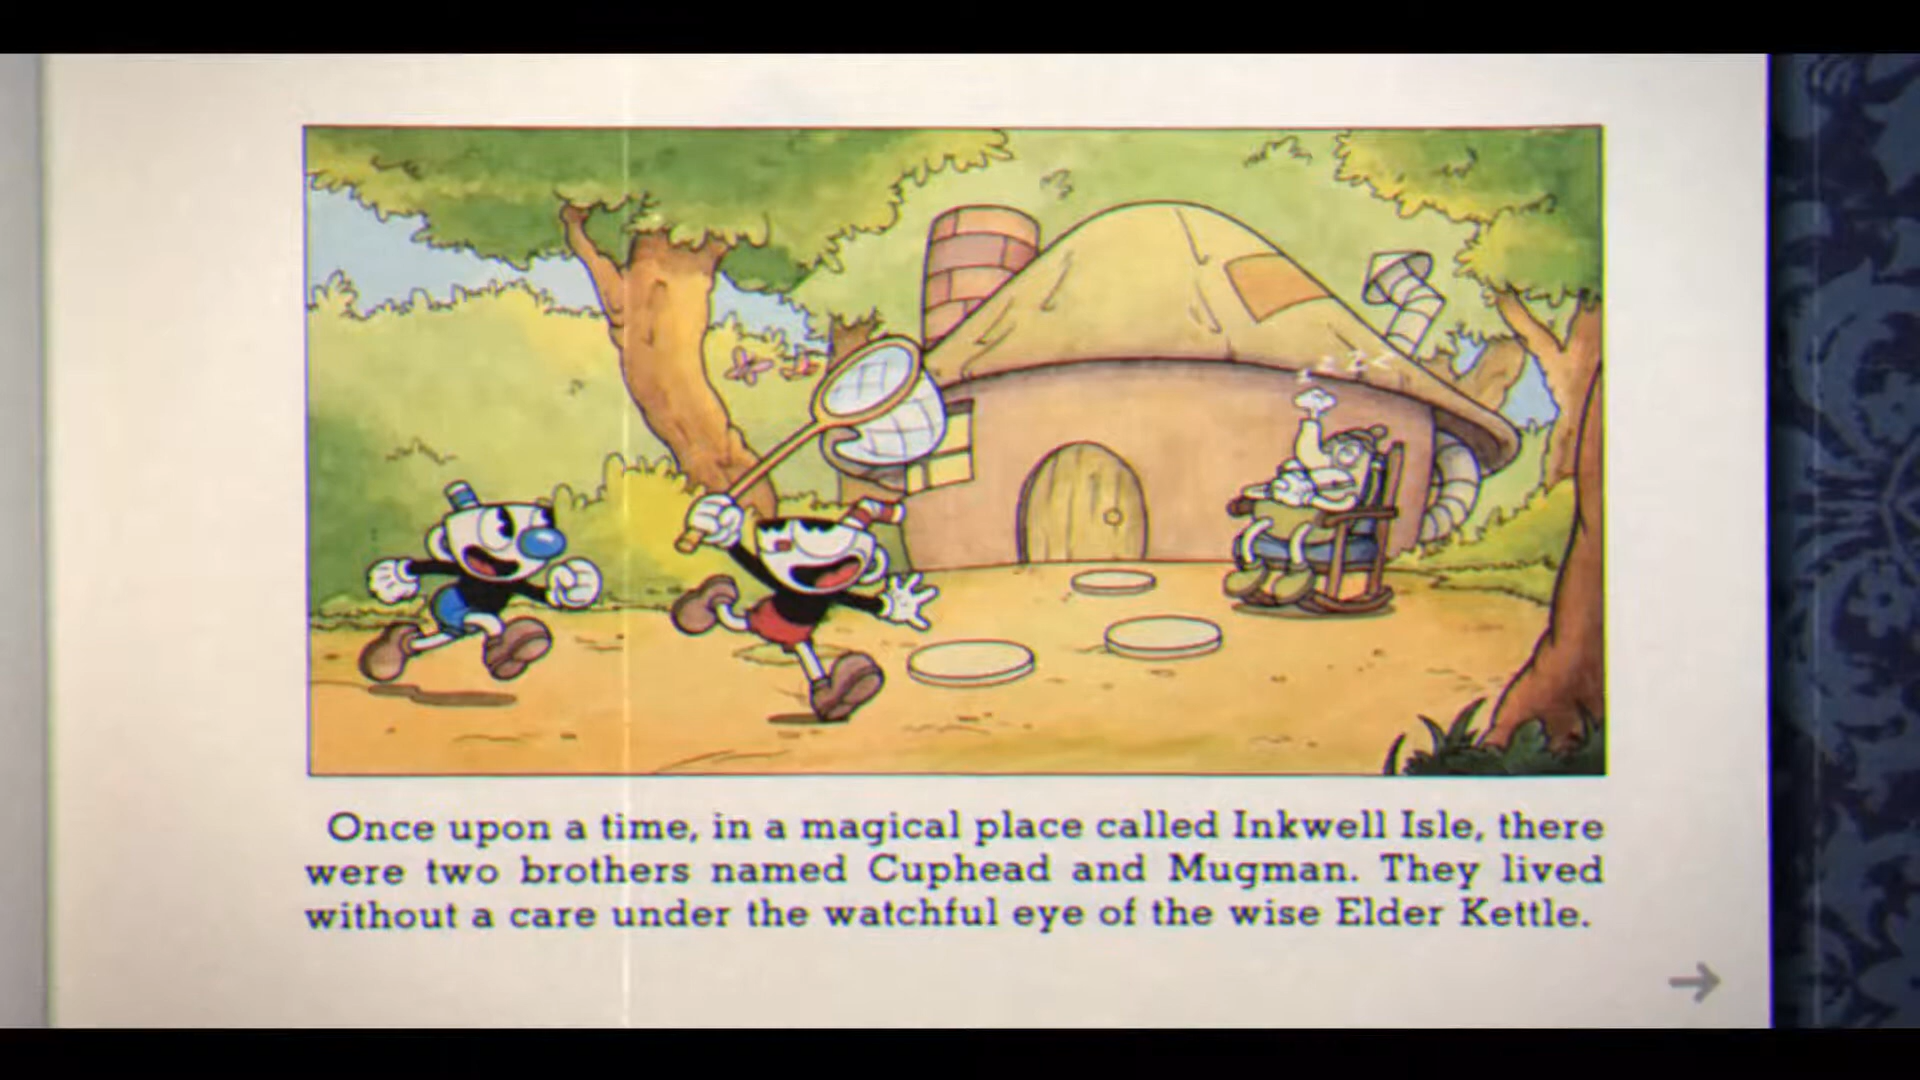 z z z z
Once upon a time, in a magical place called Inkwell Isle, there
were two brothers named Cuphead and Mugman. They lived
without a care under the watchful eye of the wise Elder Kettle.